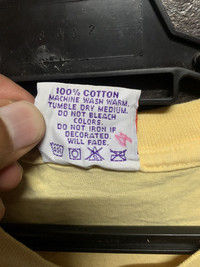 100% COTTON
MACHINE WASH WARM.
TUMBLE DRY MEDIUM.
DO NOT BLEACH
COLORS.
DO NOT IRON IF
DECORATED.
WILL FADE.